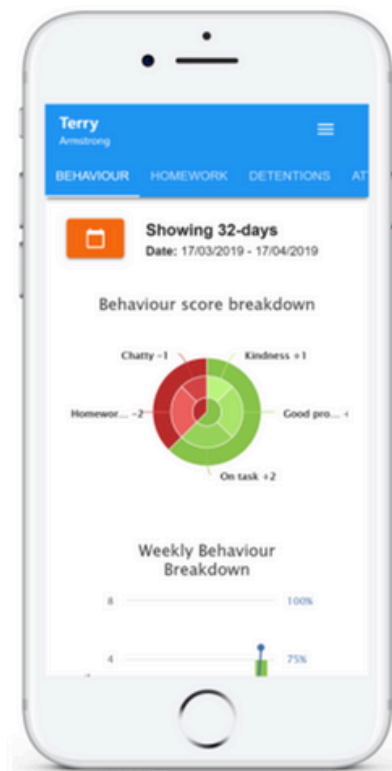 Terry
Armstrong
BEHAVIOUR HOMEWORK DETENTIONS AT
Showing 32-days
Date: 17/03/2019 - 17/04/2019
Behaviour score breakdown
Chatty -1 Kindness +1
Homewor... -2 Good pro... +
On task +2
Weekly Behaviour
Breakdown
8 100%
4 75%